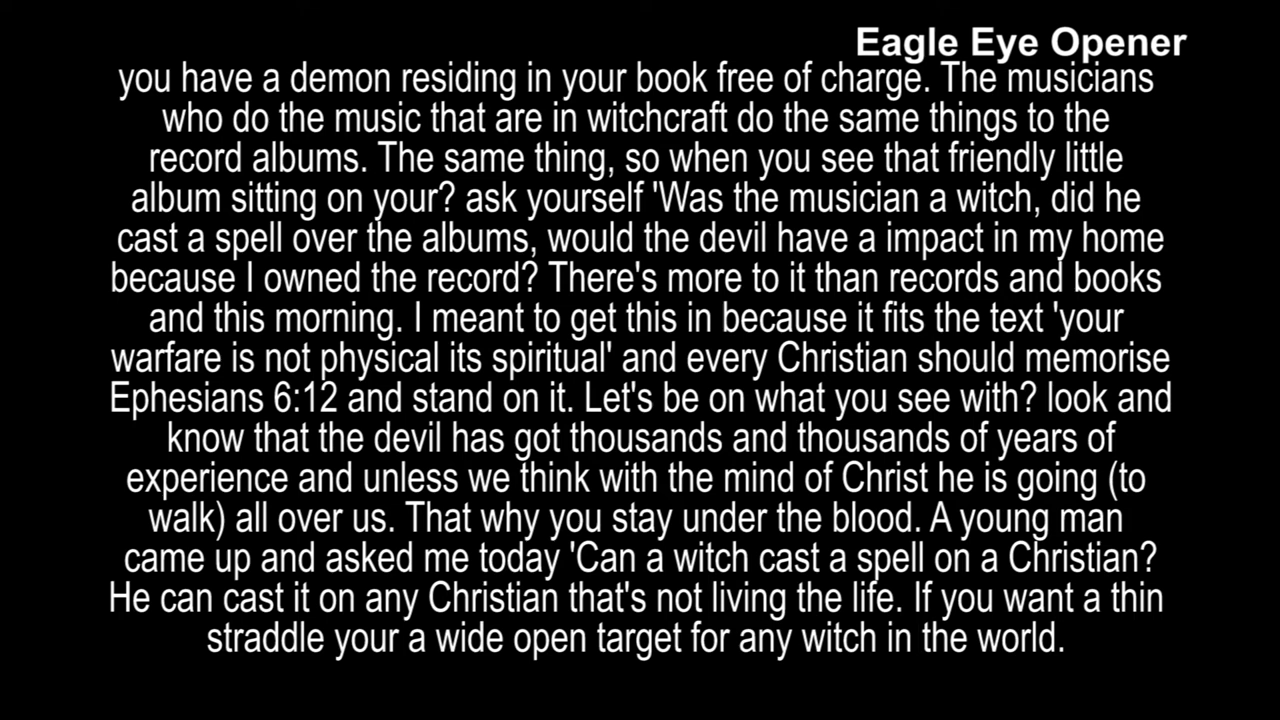 Eagle Eye Opener
you have a demon residing in your book free of charge. The musicians
who do the music that are in witchcraft do the same things to the
record albums. The same thing, so when you see that friendly little
album sitting on your? ask yourself 'Was the musician a witch, did he
cast a spell over the albums, would the devil have a impact in my home
because I owned the record? There's more to it than records and books
and this morning. I meant to get this in because it fits the text 'your
warfare is not physical its spiritual' and every Christian should memorise
Ephesians 6:12 and stand on it. Let's be on what you see with? look and
know that the devil has got thousands and thousands of years of
experience and unless we think with the mind of Christ he is going (to
walk) all over us. That why you stay under the blood. A young man
came up and asked me today 'Can a witch cast a spell on a Christian?
He can cast it on any Christian that's not living the life. If you want a thin
straddle your a wide open target for any witch in the world.